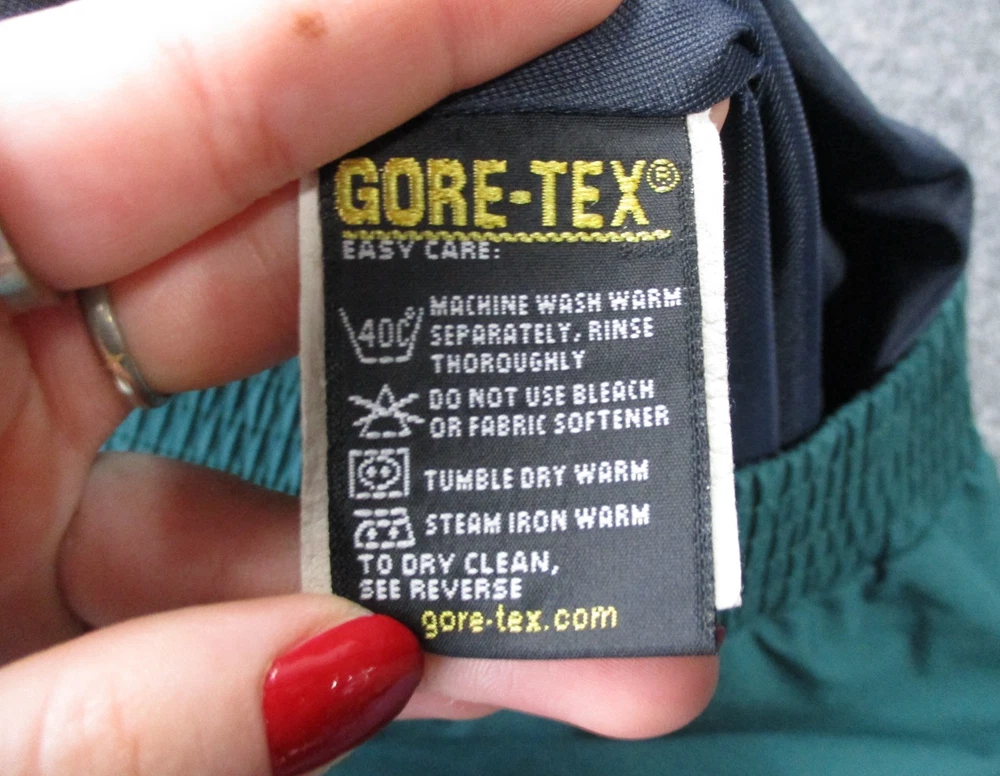 GORE-TEX®
EASY CARE:
40C° MACHINE WASH WARM
SEPARATELY, RINSE
THOROUGHLY
DO NOT USE BLEACH
OR FABRIC SOFTENER
TUMBLE DRY WARM
STEAM IRON WARM
TO DRY CLEAN,
SEE REVERSE
gore-tex.com